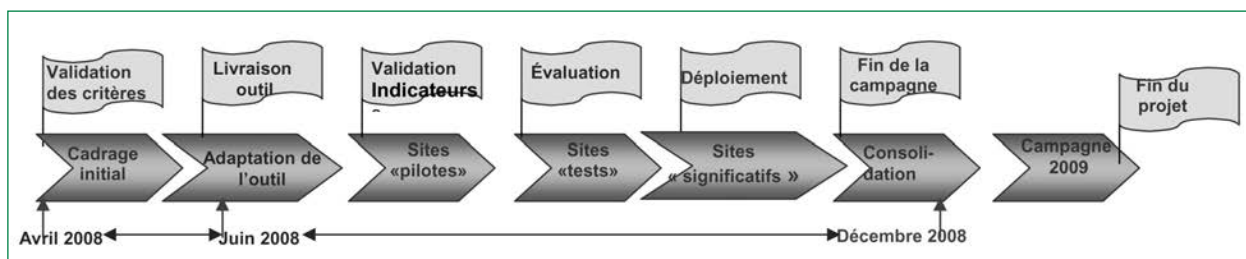 Validation
des critères
Livraison
outil
Validation
Indicateurs
Évaluation
Déploiement
Fin de la
campagne
Fin du
projet
Cadrage
initial
Adaptation de
l'outil
Sites
«pilotes»
Sites
«tests»
Sites
« significatifs »
Consoli-
dation
Campagne
2009
Avril 2008
Juin 2008
Décembre 2008